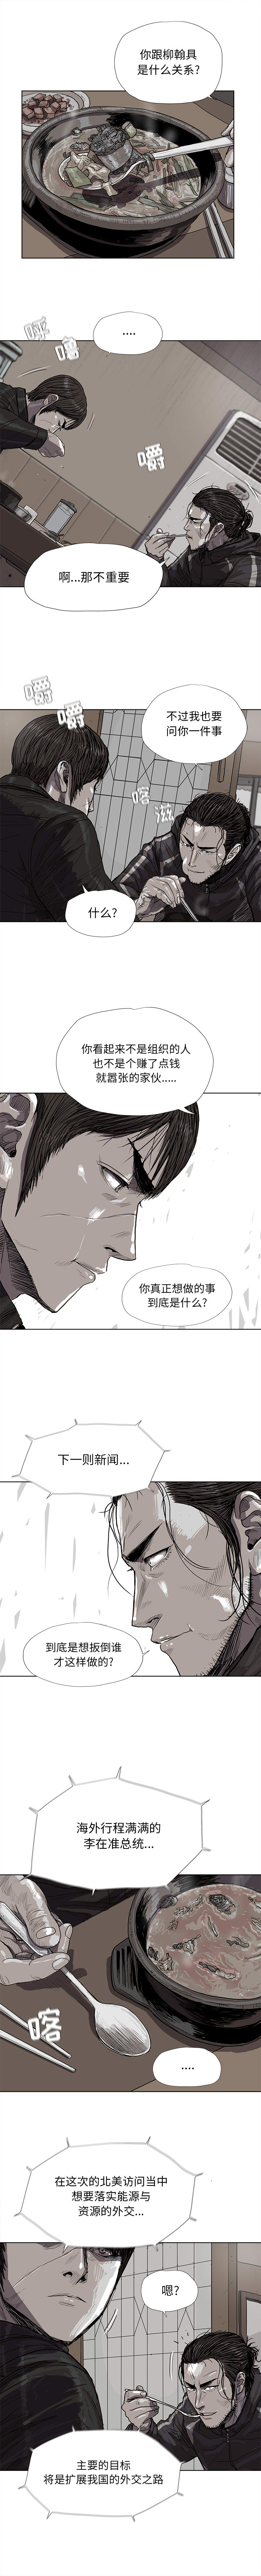 你跟柳翰具
是什么关系?
....
啊...那不重要
嚼
嚼
嚼
不过我也要
问你一件事
喀
滋
什么?
你看起来不是组织的人
也不是个赚了点钱
就嚣张的家伙.....
你真正想做的事
到底是什么?
下一则新闻...
到底是想扳倒谁
才这样做的?
海外行程满满的
李在准总统...
喀
....
在这次的北美访问当中
想要落实能源与
资源的外交...
嗯?
主要的目标
将是扩展我国的外交之路